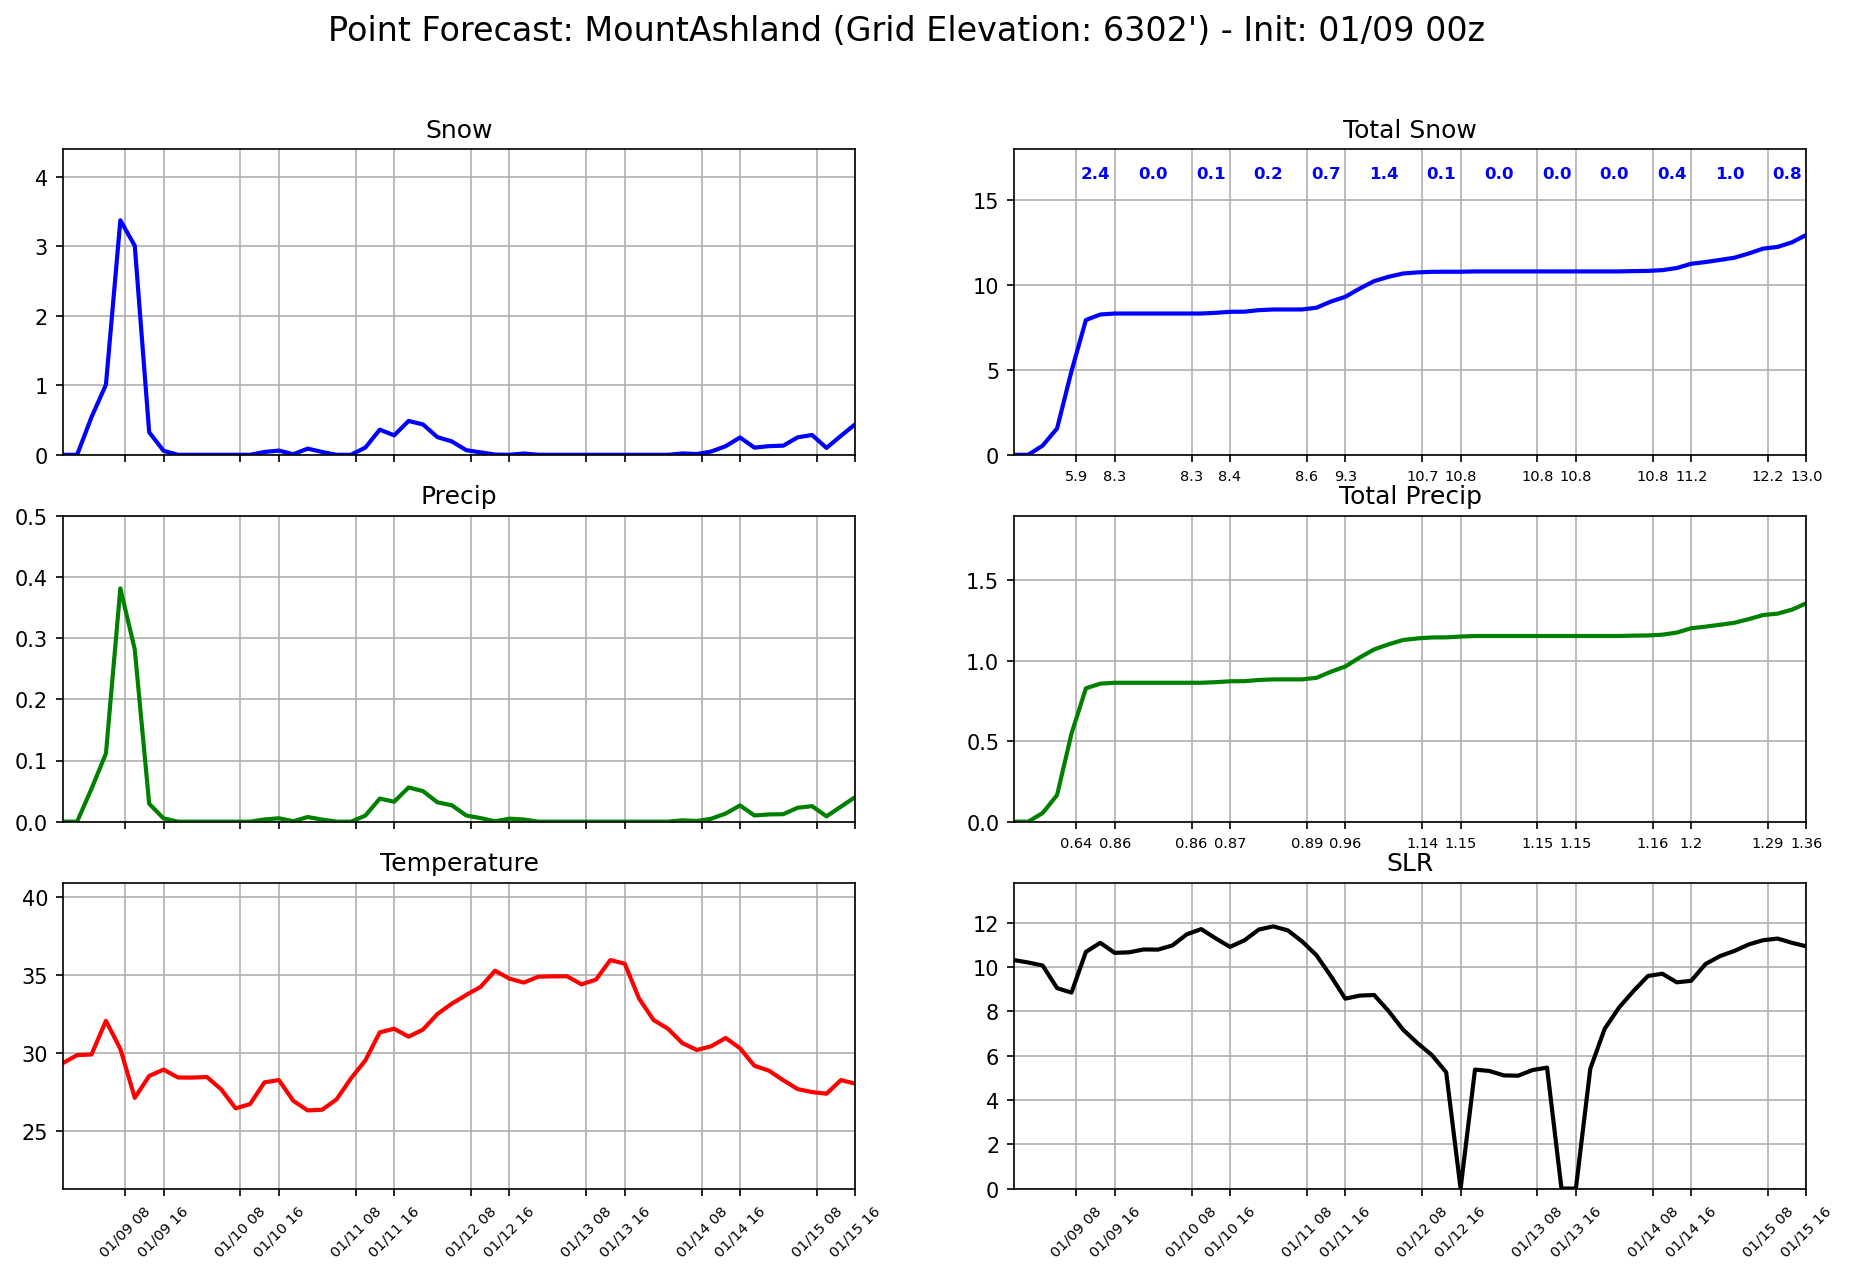 Point Forecast: MountAshland (Grid Elevation: 6302') - Init: 01/09 00z
Snow
4
3
2
1
0
Total Snow
2.4 0.0 0.1 0.2 0.7 1.4 0.1 0.0 0.0 0.0 0.4 1.0 0.8
15
10
5
0
5.9 8.3 8.3 8.4 8.6 9.3 10.7 10.8 10.8 10.8 10.8 11.2 12.2 13.0
Precip
0.5
0.4
0.3
0.2
0.1
0.0
Total Precip
1.5
1.0
0.5
0.0
0.64 0.86 0.86 0.87 0.89 0.96 1.14 1.15 1.15 1.15 1.16 1.2 1.29 1.36
Temperature
40
35
30
25
01/09 08 01/09 16 01/10 08 01/10 16 01/11 08 01/11 16 01/12 08 01/12 16 01/13 08 01/13 16 01/14 08 01/14 16 01/15 08 01/15 16
SLR
12
10
8
6
4
2
0
01/09 08 01/09 16 01/10 08 01/10 16 01/11 08 01/11 16 01/12 08 01/12 16 01/13 08 01/13 16 01/14 08 01/14 16 01/15 08 01/15 16